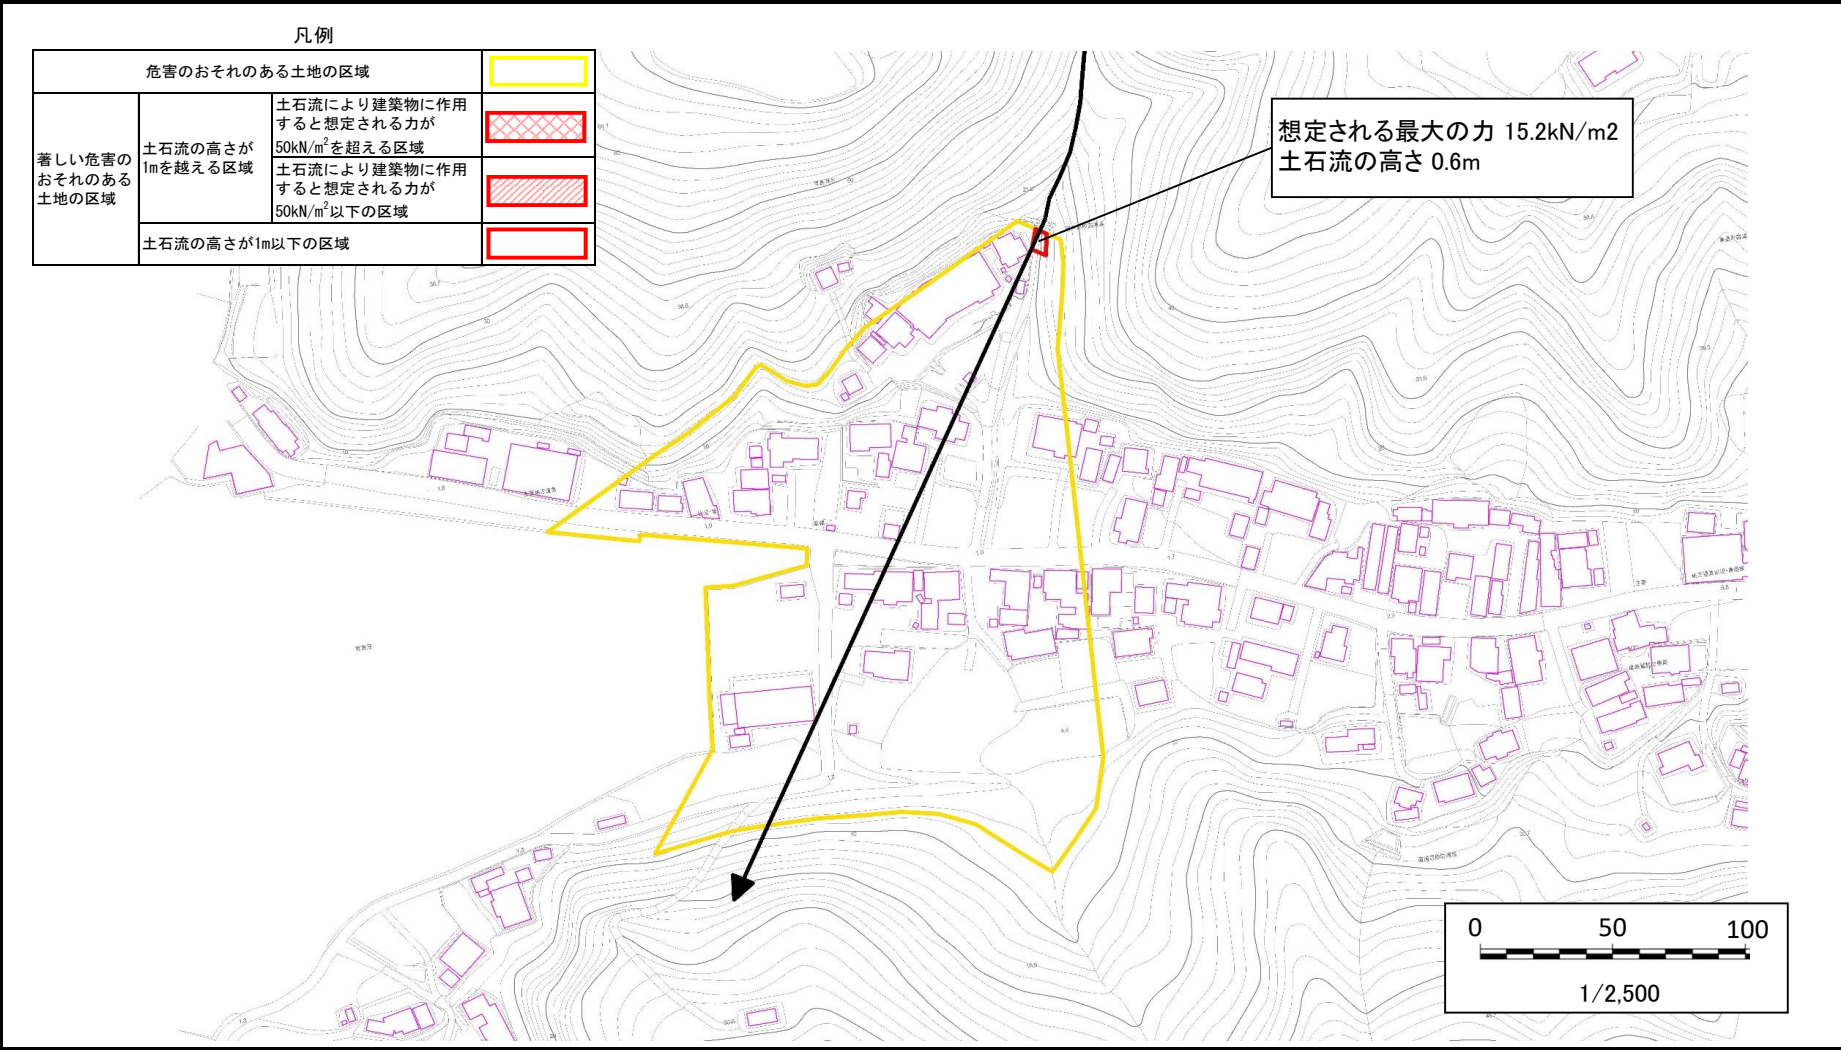 凡例
危害のおそれのある土地の区域
著しい危害の
おそれのある
土地の区域
土石流の高さが
1mを越える区域
土石流により建築物に作用
すると想定される力が
50kN/m²を超える区域
土石流により建築物に作用
すると想定される力が
50kN/m²以下の区域
土石流の高さが1m以下の区域
想定される最大の力 15.2kN/m2
土石流の高さ 0.6m
0 50 100
1/2,500